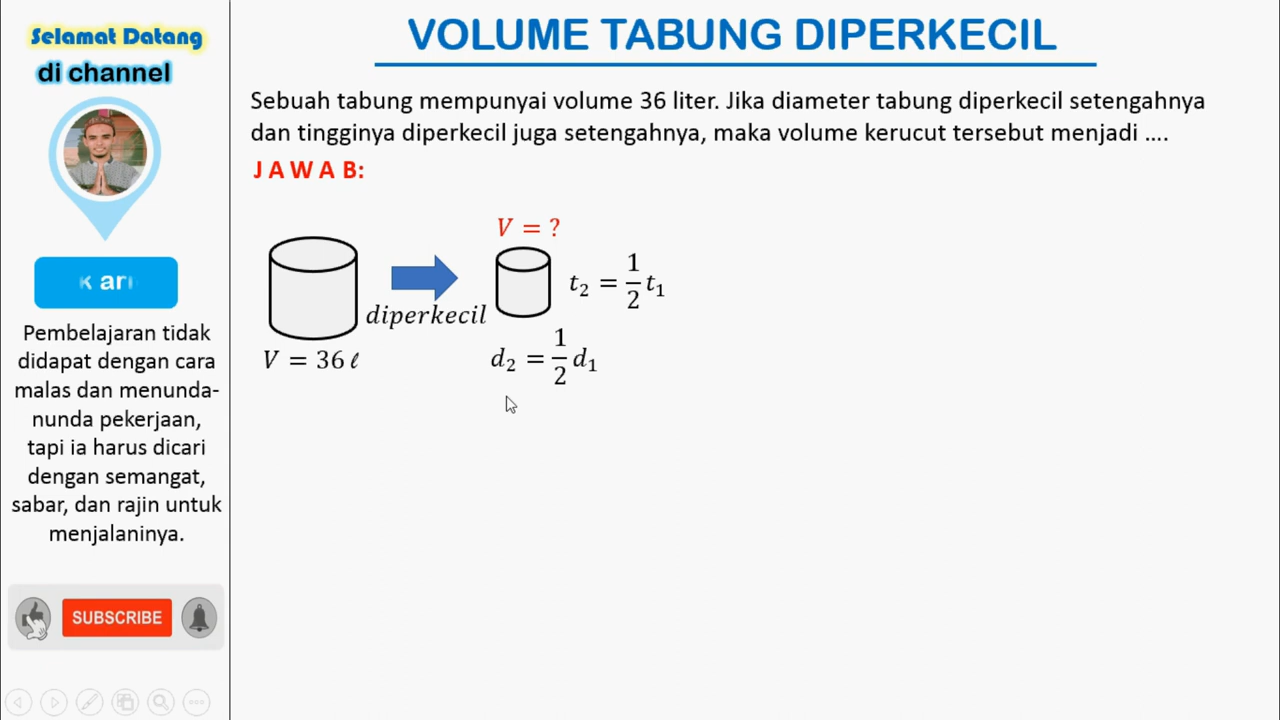 Selamat Datang
di channel
k ari
Pembelajaran tidak
didapat dengan cara
malas dan menunda-
nunda pekerjaan,
tapi ia harus dicari
dengan semangat,
sabar, dan rajin untuk
menjalaninya.
SUBSCRIBE
VOLUME TABUNG DIPERKECIL
Sebuah tabung mempunyai volume 36 liter. Jika diameter tabung diperkecil setengahnya
dan tingginya diperkecil juga setengahnya, maka volume kerucut tersebut menjadi ....
J A W A B:
V = ?
t₂ = 1/2 t₁
diperkecil
V = 36 ℓ
d₂ = 1/2 d₁